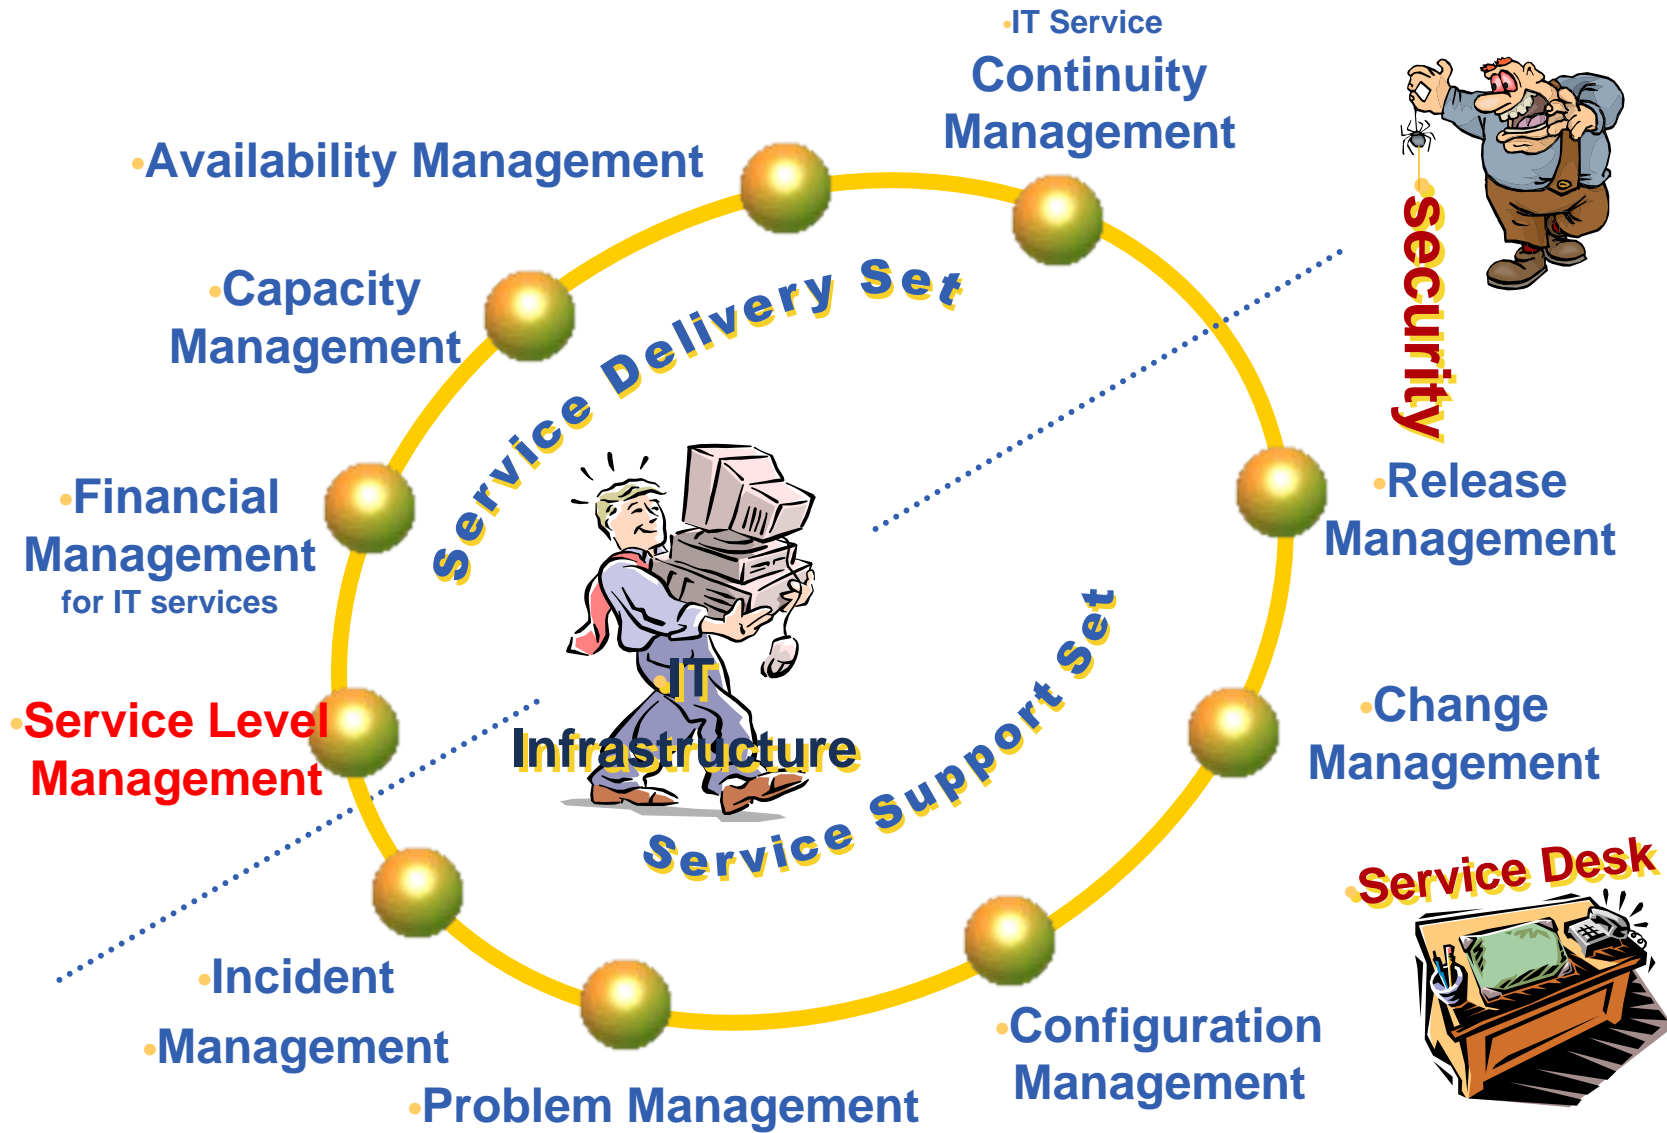 •IT Service
Continuity
Management
•Availability Management
•Capacity
Management
•security
Service Delivery Set
•Financial
Management
for IT services
•Release
Management
•Service Level
Management
•IT
Infrastructure
Service Support Set
•Change
Management
•Service Desk
•Incident
•Management
•Configuration
Management
•Problem Management